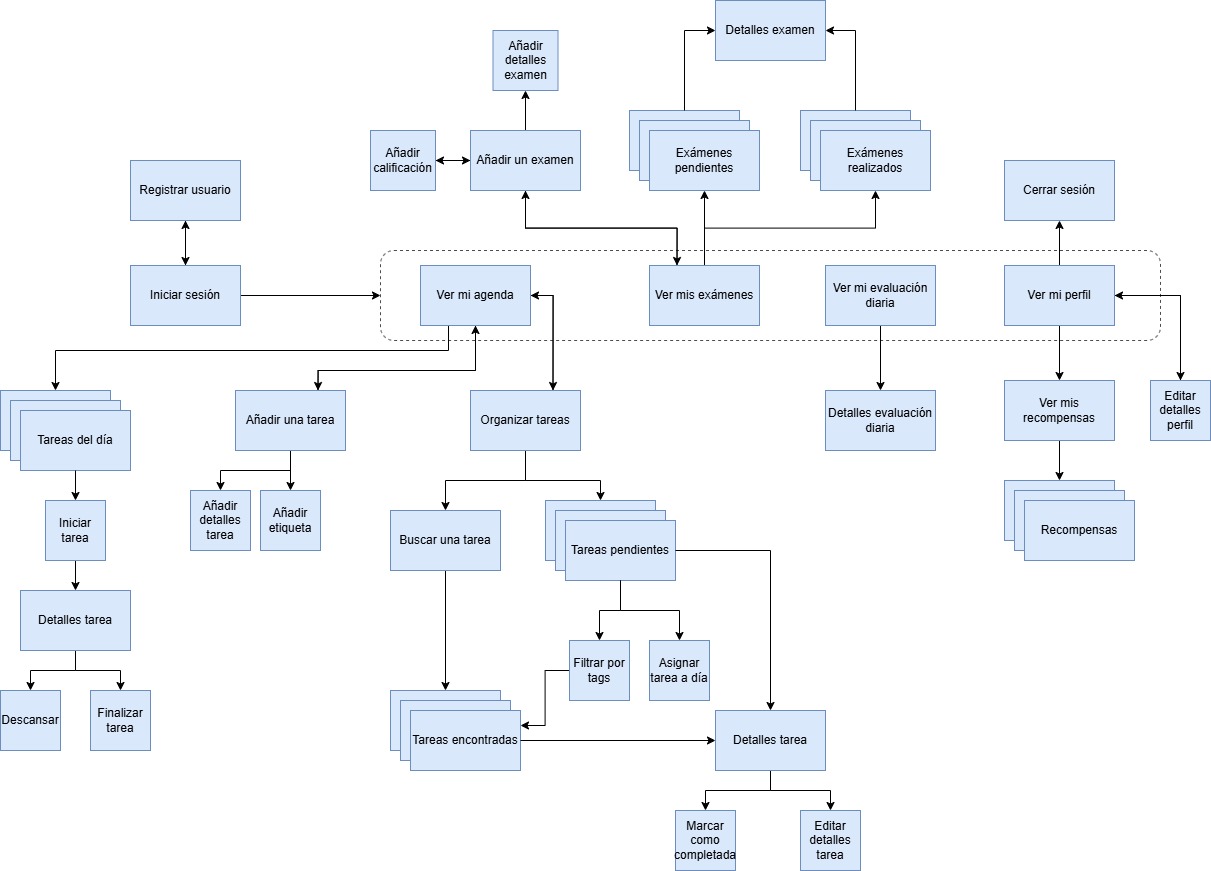 Detalles examen
Añadir
detalles
examen
Añadir
calificación
Añadir un examen
Exámenes
pendientes
Exámenes
realizados
Registrar usuario
Cerrar sesión
Iniciar sesión
Ver mi agenda
Ver mis exámenes
Ver mi evaluación
diaria
Ver mi perfil
Tareas del día
Añadir una tarea
Organizar tareas
Detalles evaluación
diaria
Ver mis
recompensas
Editar
detalles
perfil
Iniciar
tarea
Añadir
detalles
tarea
Añadir
etiqueta
Buscar una tarea
Tareas pendientes
Recompensas
Detalles tarea
Filtrar por
tags
Asignar
tarea a día
Descansar
Finalizar
tarea
Tareas encontradas
Detalles tarea
Marcar
como
completada
Editar
detalles
tarea